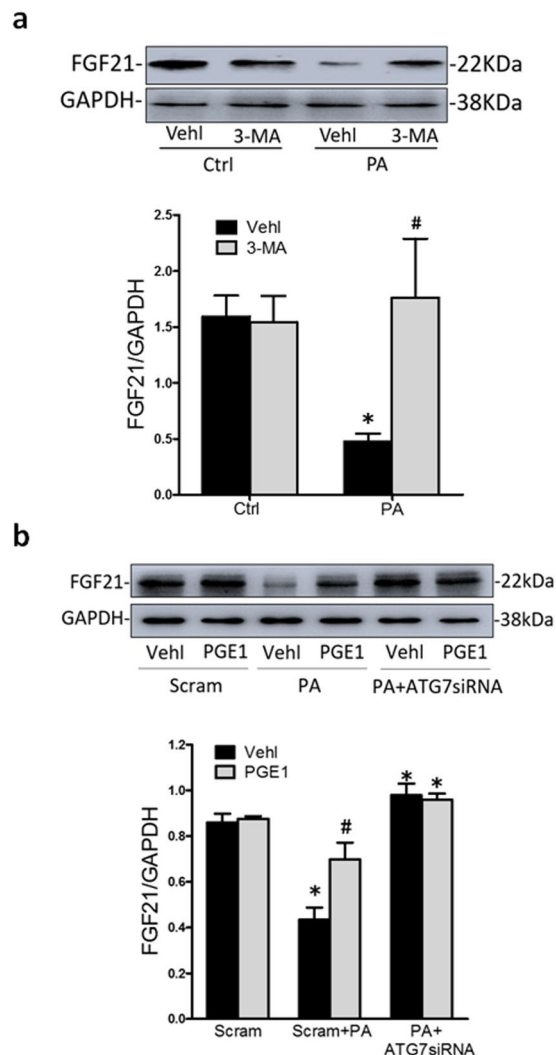 a
FGF21- -22KDa
GAPDH- -38KDa
Vehl 3-MA Vehl 3-MA
Ctrl PA
2.5
2.0
1.5
1.0
0.5
0.0
FGF21/GAPDH
Vehl
3-MA
#
*
Ctrl PA
b
FGF21- -22kDa
GAPDH- -38kDa
Vehl PGE1 Vehl PGE1 Vehl PGE1
Scram PA PA+ATG7siRNA
1.2
1.0
0.8
0.6
0.4
0.2
0.0
FGF21/GAPDH
Vehl
PGE1
* *
#
*
Scram Scram+PA PA+
ATG7siRNA